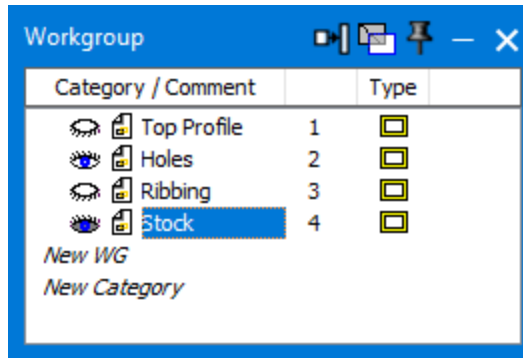 Workgroup
Category / Comment Type
Top Profile 1
Holes 2
Ribbing 3
Stock 4
New WG
New Category